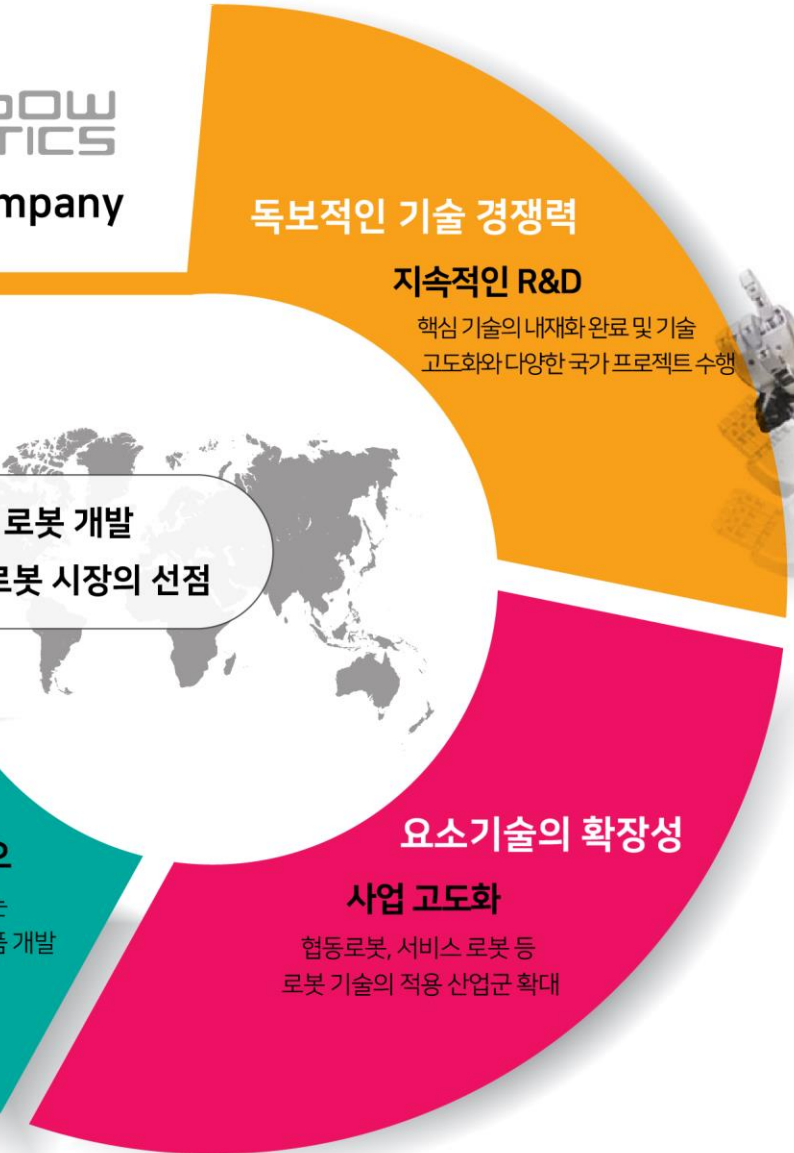 mpany
독보적인 기술 경쟁력
지속적인 R&D
핵심 기술의 내재화 완료 및 기술
고도화와 다양한 국가 프로젝트 수행
로봇 개발
로봇 시장의 선점
요소기술의 확장성
사업 고도화
협동로봇, 서비스 로봇 등
로봇 기술의 적용 산업군 확대
는
품 개발